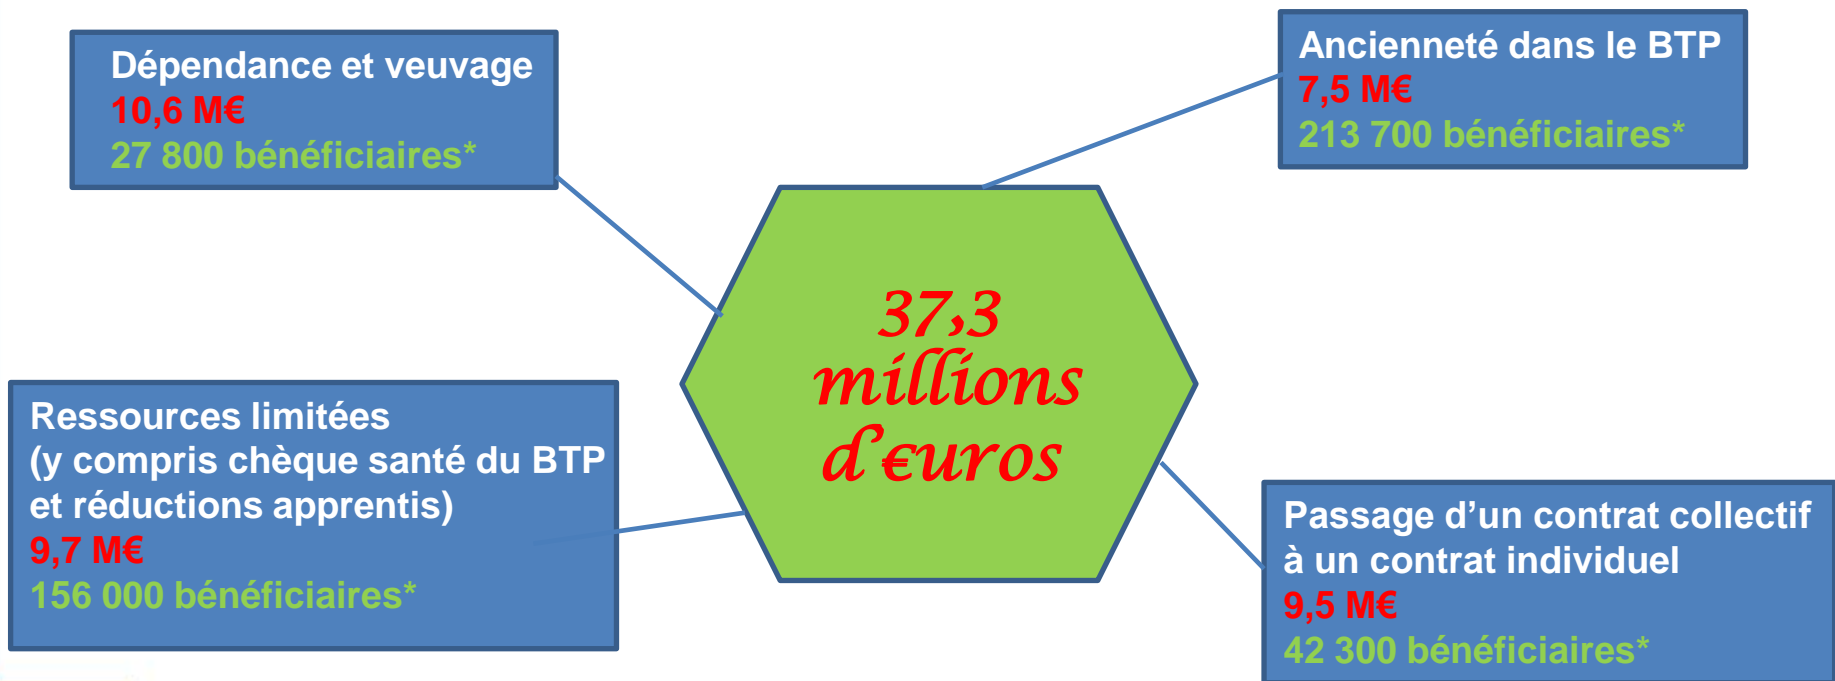 Dépendance et veuvage
10,6 M€
27 800 bénéficiaires*
Ancienneté dans le BTP
7,5 M€
213 700 bénéficiaires*
37,3
millions
d’€uros
Ressources limitées
(y compris chèque santé du BTP
et réductions apprentis)
9,7 M€
156 000 bénéficiaires*
Passage d’un contrat collectif
à un contrat individuel
9,5 M€
42 300 bénéficiaires*